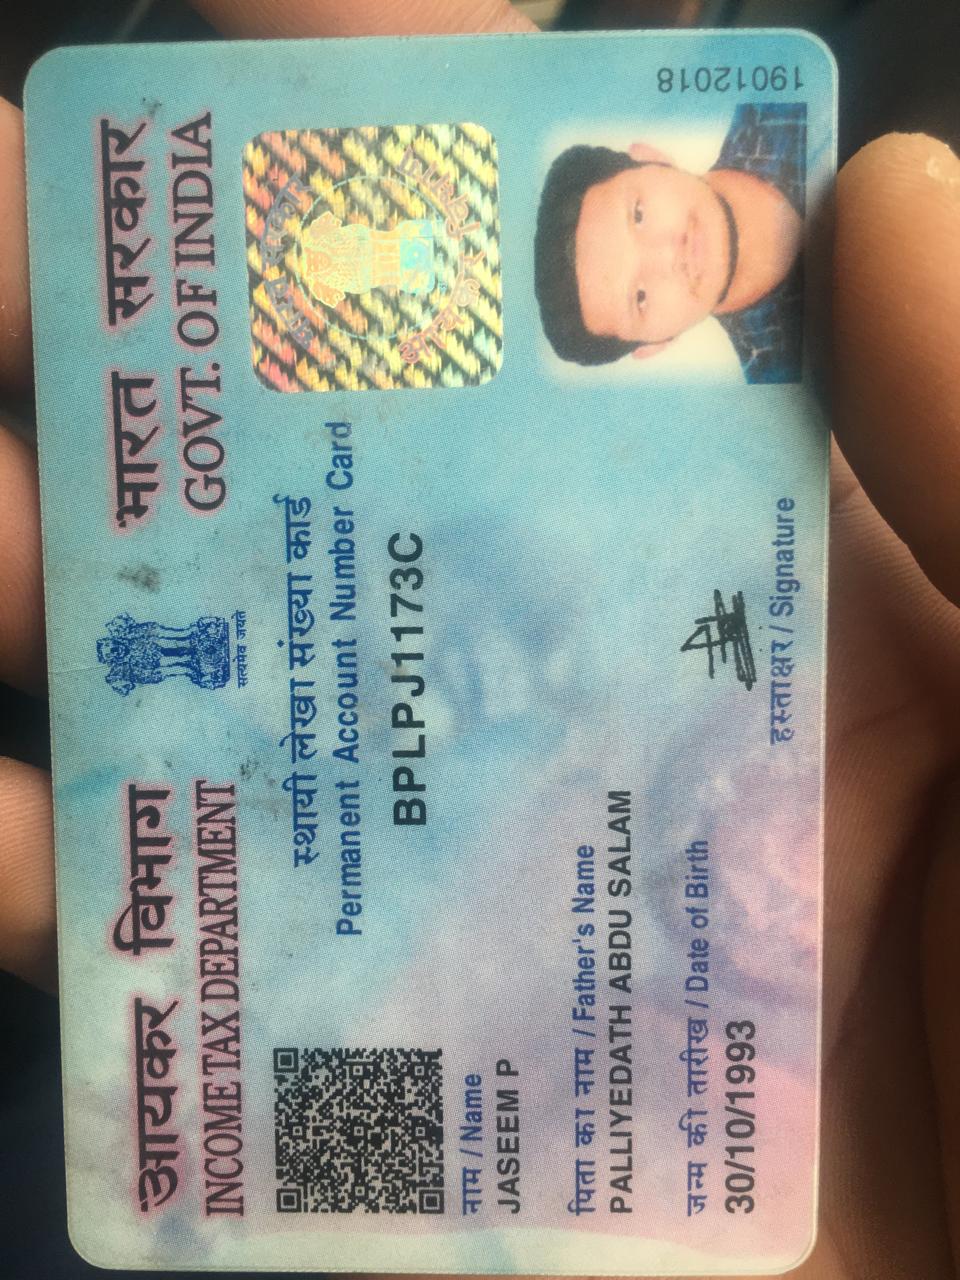 आयकर विभाग
INCOME TAX DEPARTMENT
सत्यमेव जयते
भारत सरकार
GOVT. OF INDIA
स्थायी लेखा संख्या कार्ड
Permanent Account Number Card
BPLPJ1173C
नाम / Name
JASEEM P
पिता का नाम / Father's Name
PALLIYEDATH ABDU SALAM
जन्म की तारीख / Date of Birth
30/10/1993
हस्ताक्षर / Signature
19012018